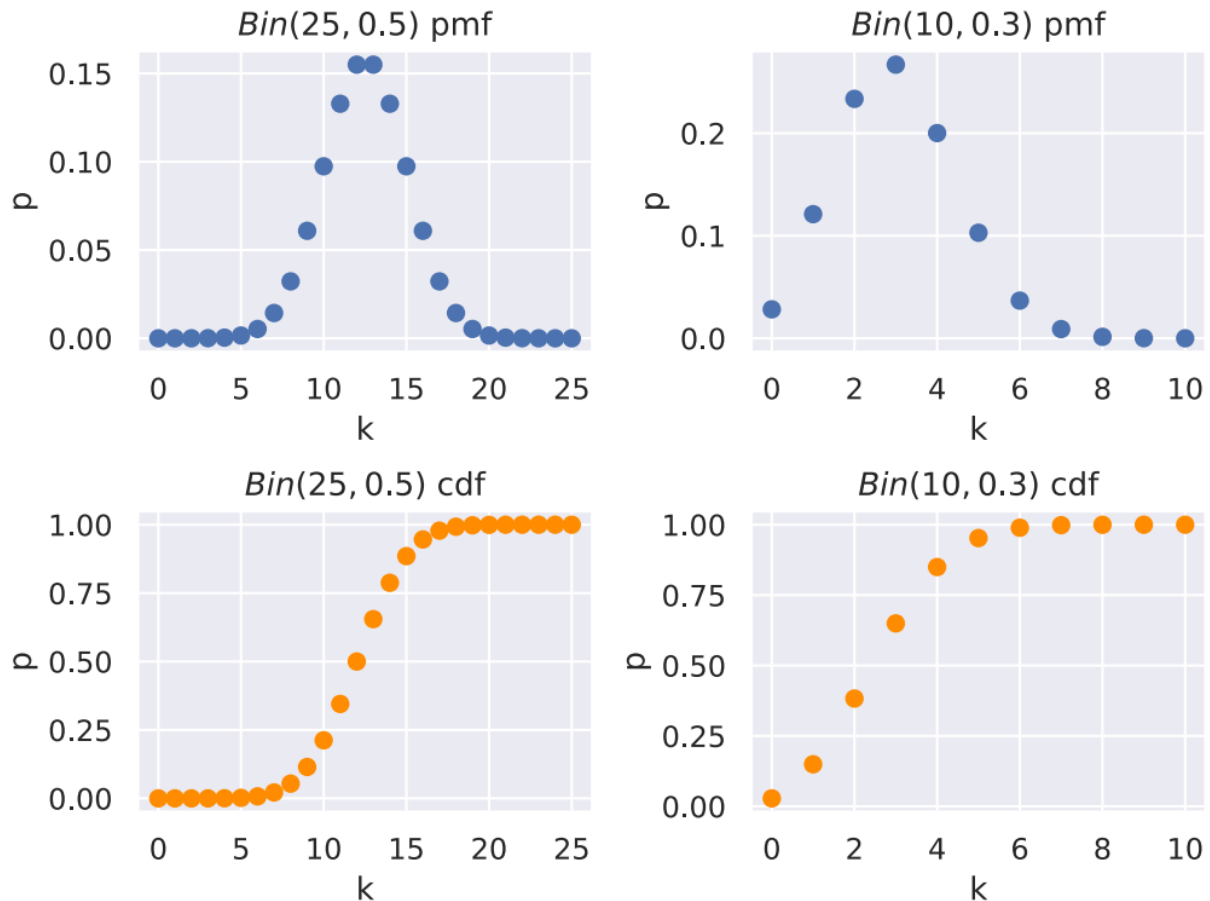 Bin(25, 0.5) pmf
0.15
0.10
0.05
0.00
p
0 5 10 15 20 25
k
Bin(10, 0.3) pmf
0.2
0.1
0.0
p
0 2 4 6 8 10
k
Bin(25, 0.5) cdf
1.00
0.75
0.50
0.25
0.00
p
0 5 10 15 20 25
k
Bin(10, 0.3) cdf
1.00
0.75
0.50
0.25
0.00
p
0 2 4 6 8 10
k